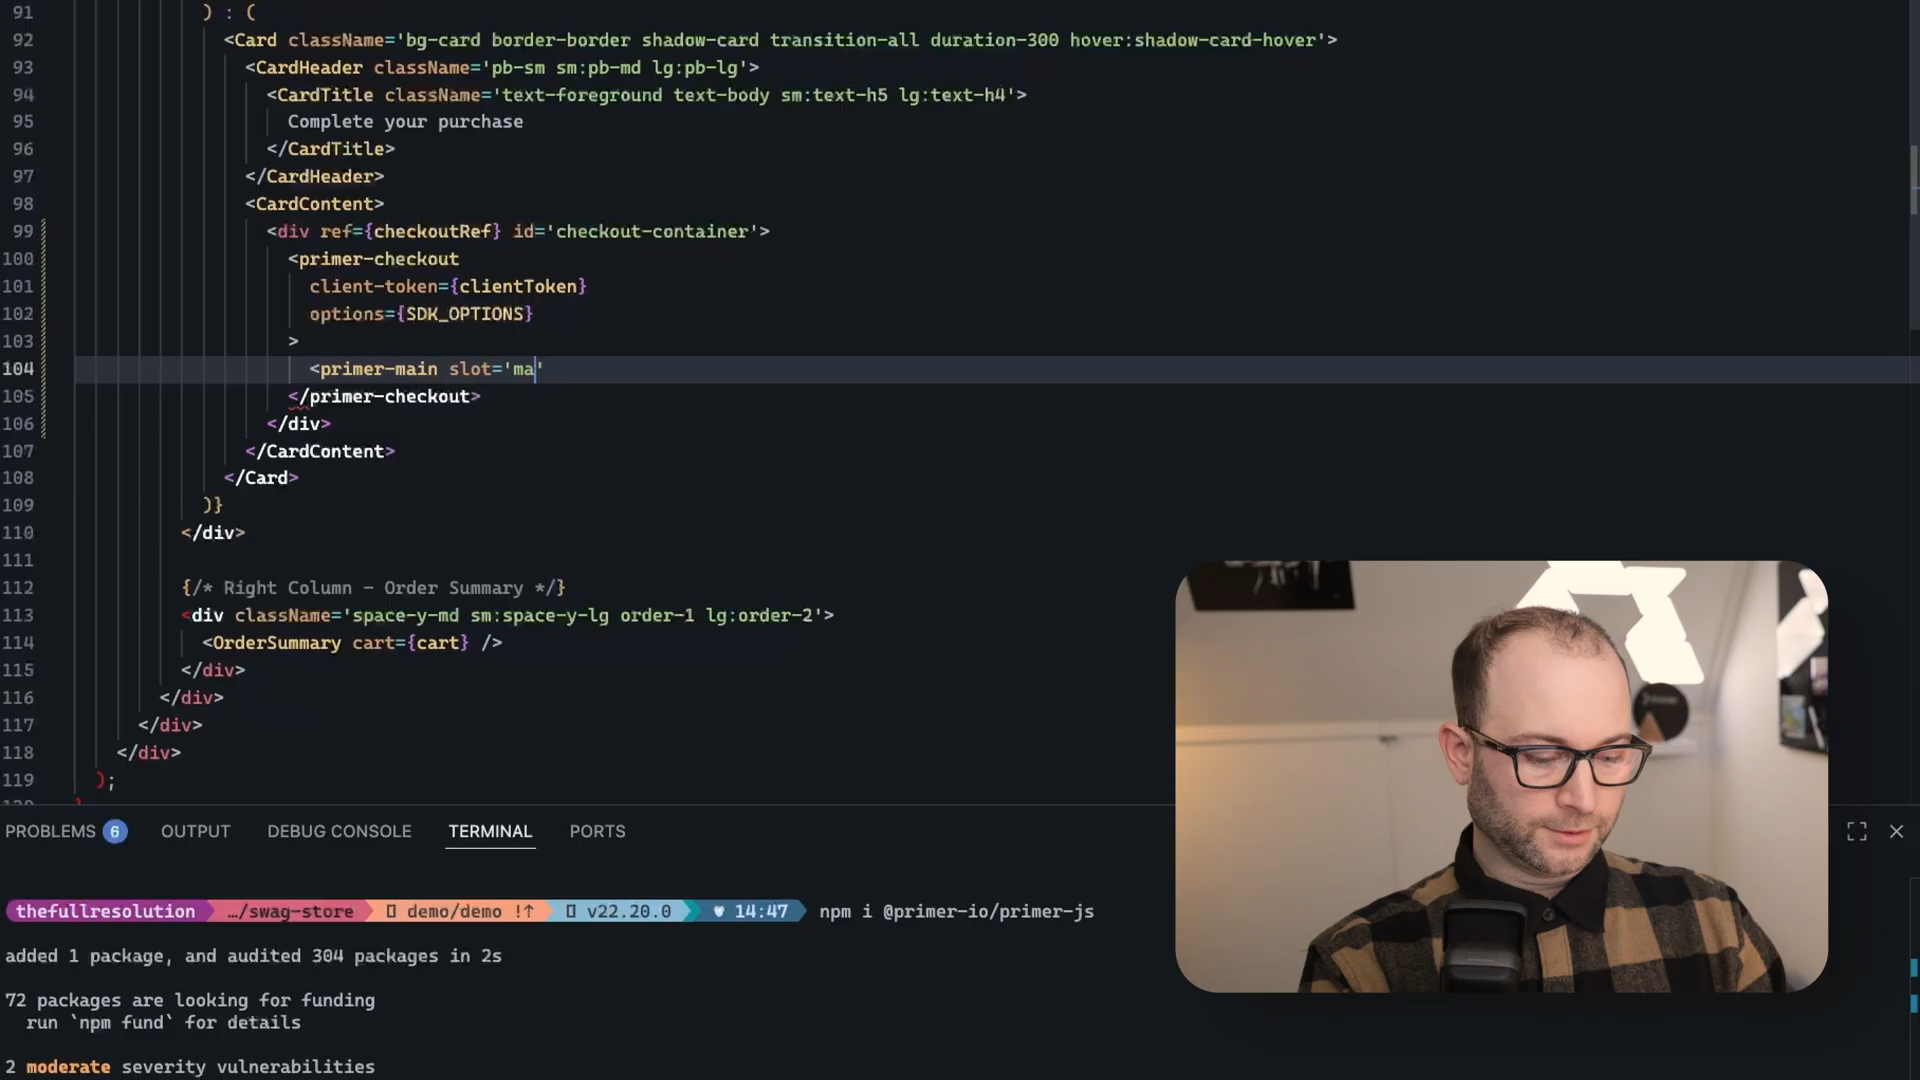 91 ) : (
92 <Card className='bg-card border-border shadow-card transition-all duration-300 hover:shadow-card-hover'>
93 <CardHeader className='pb-sm sm:pb-md lg:pb-lg'>
94 <CardTitle className='text-foreground text-body sm:text-h5 lg:text-h4'>
95 Complete your purchase
96 </CardTitle>
97 </CardHeader>
98 <CardContent>
99 <div ref={checkoutRef} id='checkout-container'>
100 <primer-checkout
101 client-token={clientToken}
102 options={SDK_OPTIONS}
103 >
104 <primer-main slot='ma'
105 </primer-checkout>
106 </div>
107 </CardContent>
108 </Card>
109 )}
110 </div>
111
112 {/* Right Column - Order Summary */}
113 <div className='space-y-md sm:space-y-lg order-1 lg:order-2'>
114 <OrderSummary cart={cart} />
115 </div>
116 </div>
117 </div>
118 </div>
119 );
PROBLEMS 6 OUTPUT DEBUG CONSOLE TERMINAL PORTS
thefullresolution …/swag-store demo/demo !↑ v22.20.0 ♥ 14:47 npm i @primer-io/primer-js
added 1 package, and audited 304 packages in 2s
72 packages are looking for funding
run `npm fund` for details
2 moderate severity vulnerabilities